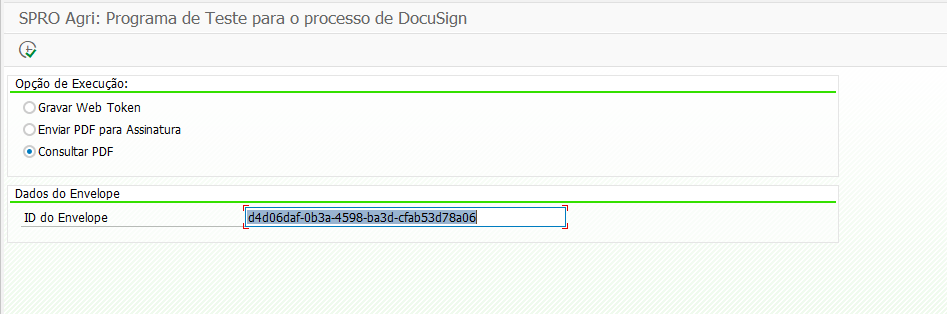 SPRO Agri: Programa de Teste para o processo de DocuSign
Opção de Execução:
Gravar Web Token
Enviar PDF para Assinatura
Consultar PDF
Dados do Envelope
ID do Envelope d4d06daf-0b3a-4598-ba3d-cfab53d78a06